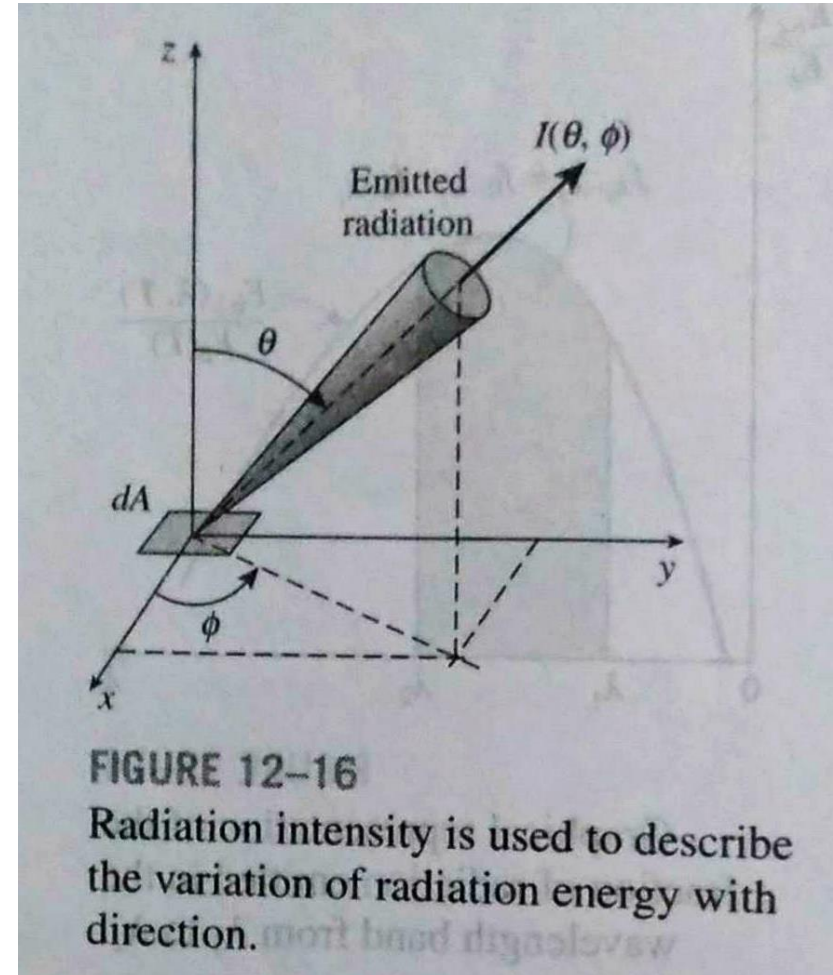 z
I(θ, ϕ)
Emitted
radiation
θ
dA
y
ϕ
x
FIGURE 12–16
Radiation intensity is used to describe
the variation of radiation energy with
direction.